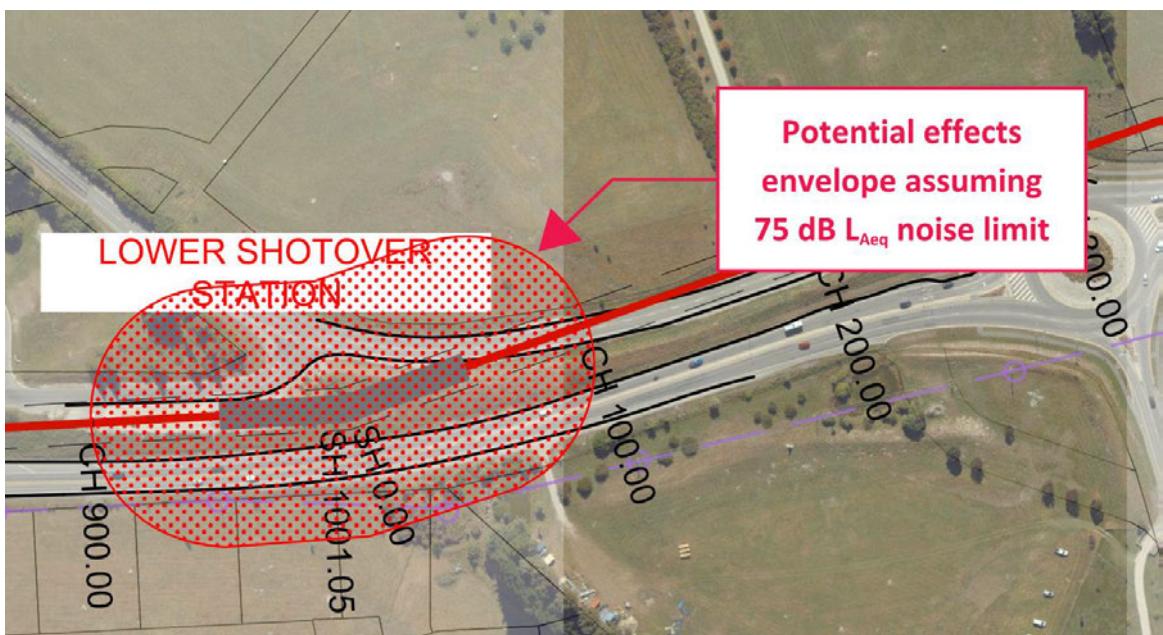 Potential effects
envelope assuming
75 dB LAeq noise limit
LOWER SHOTOVER
STATION
CH 900.00
SH 1001.05
SH 0.00
CH 100.00
CH 200.00